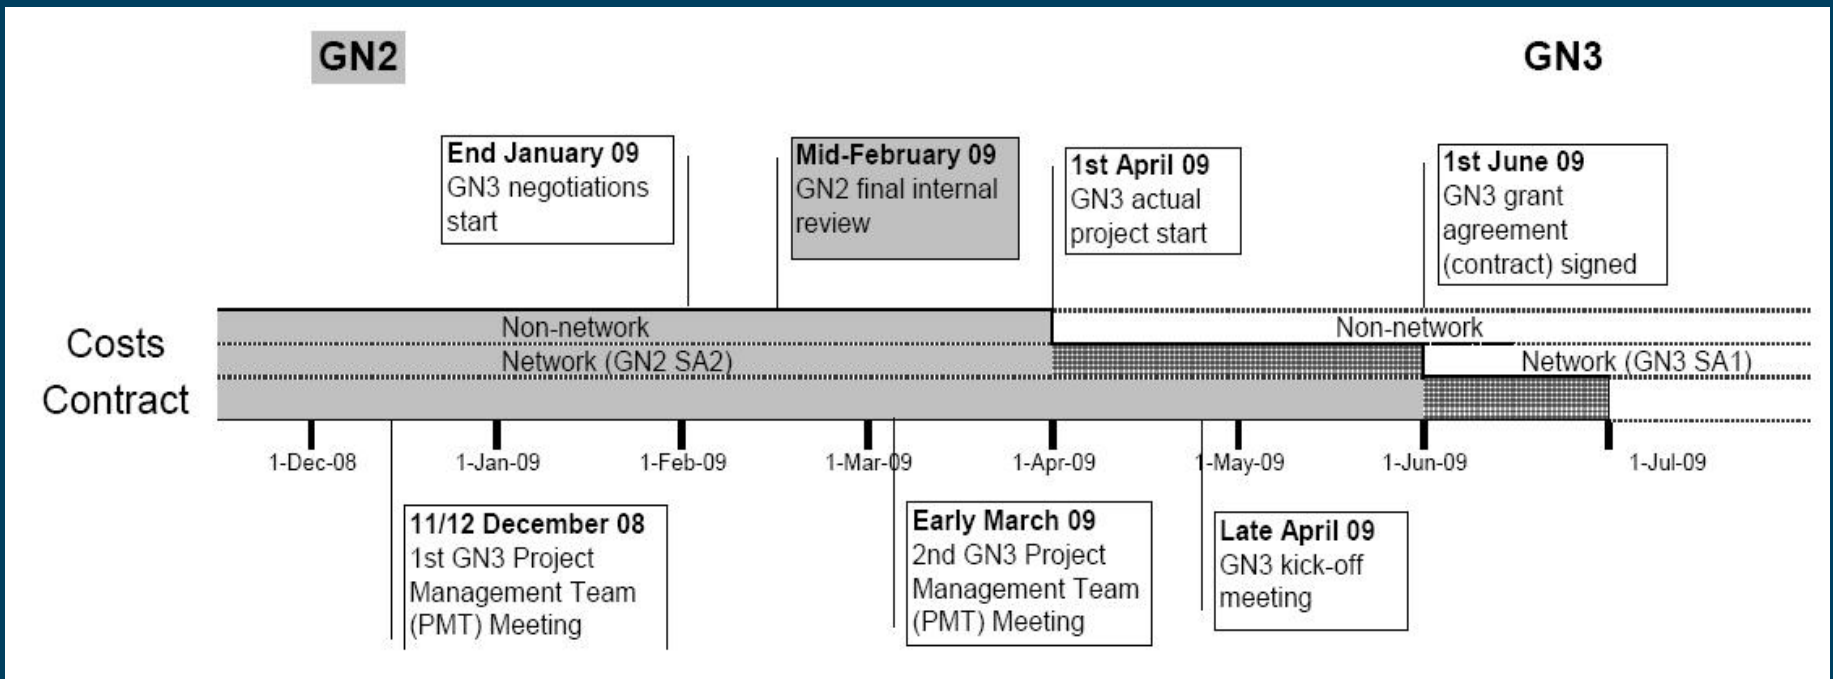 GN2
GN3
End January 09
GN3 negotiations
start
Mid-February 09
GN2 final internal
review
1st April 09
GN3 actual
project start
1st June 09
GN3 grant
agreement
(contract) signed
Costs
Non-network
Non-network
Network (GN2 SA2)
Network (GN3 SA1)
Contract
1-Dec-08
1-Jan-09
1-Feb-09
1-Mar-09
1-Apr-09
1-May-09
1-Jun-09
1-Jul-09
11/12 December 08
1st GN3 Project
Management Team
(PMT) Meeting
Early March 09
2nd GN3 Project
Management Team
(PMT) Meeting
Late April 09
GN3 kick-off
meeting